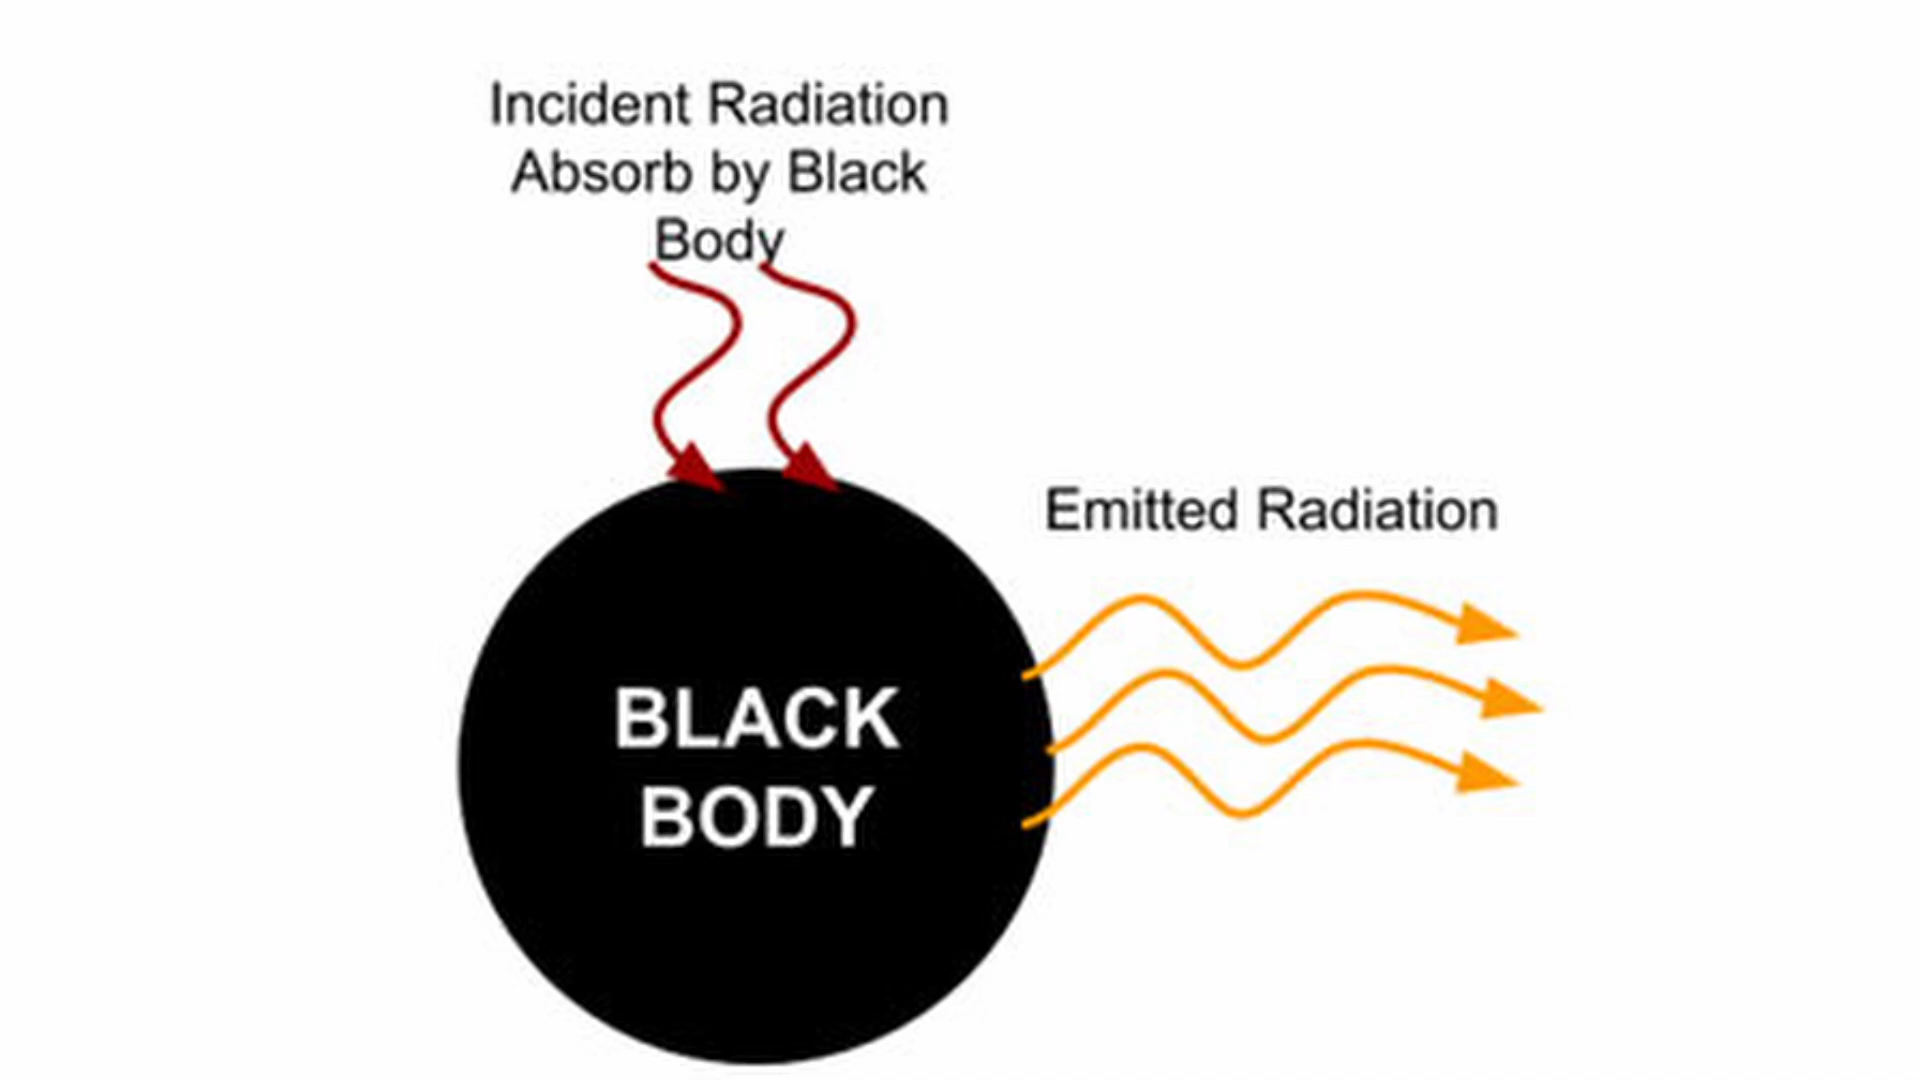 Incident Radiation
Absorb by Black
Body
Emitted Radiation
BLACK
BODY